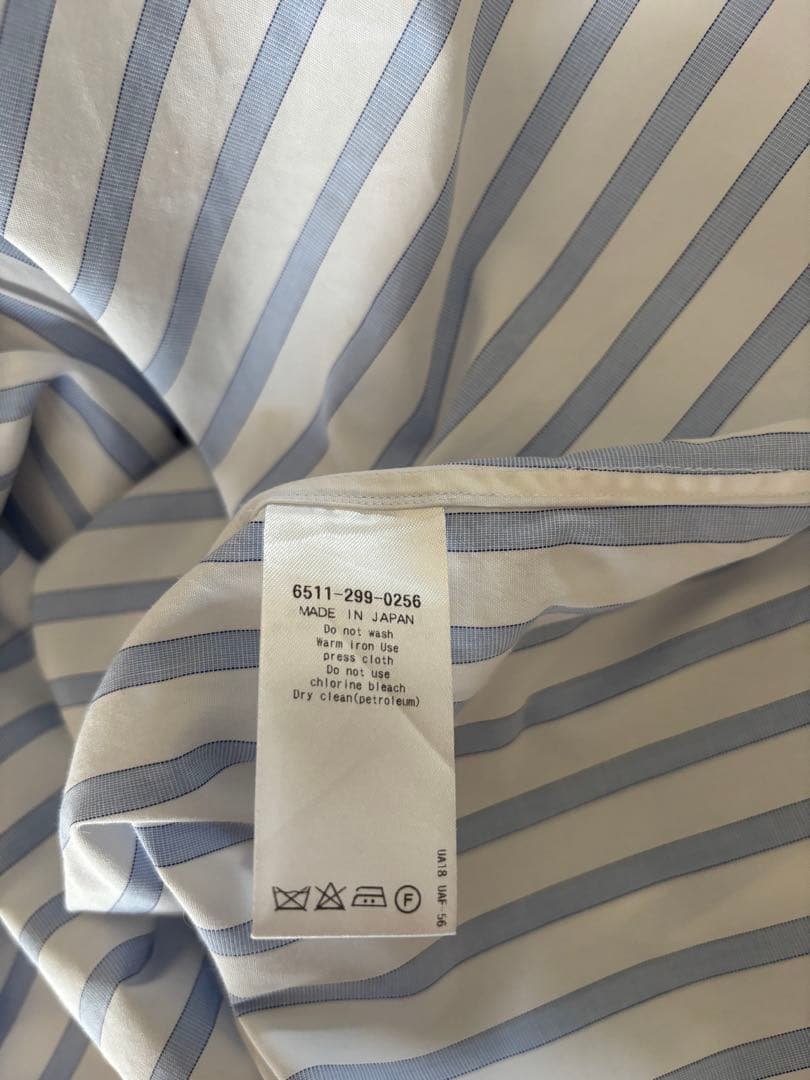 6511-299-0256
MADE IN JAPAN
Do not wash
Warm iron Use
press cloth
Do not use
chlorine bleach
Dry clean(petroleum)
F
UA18 UAF-56